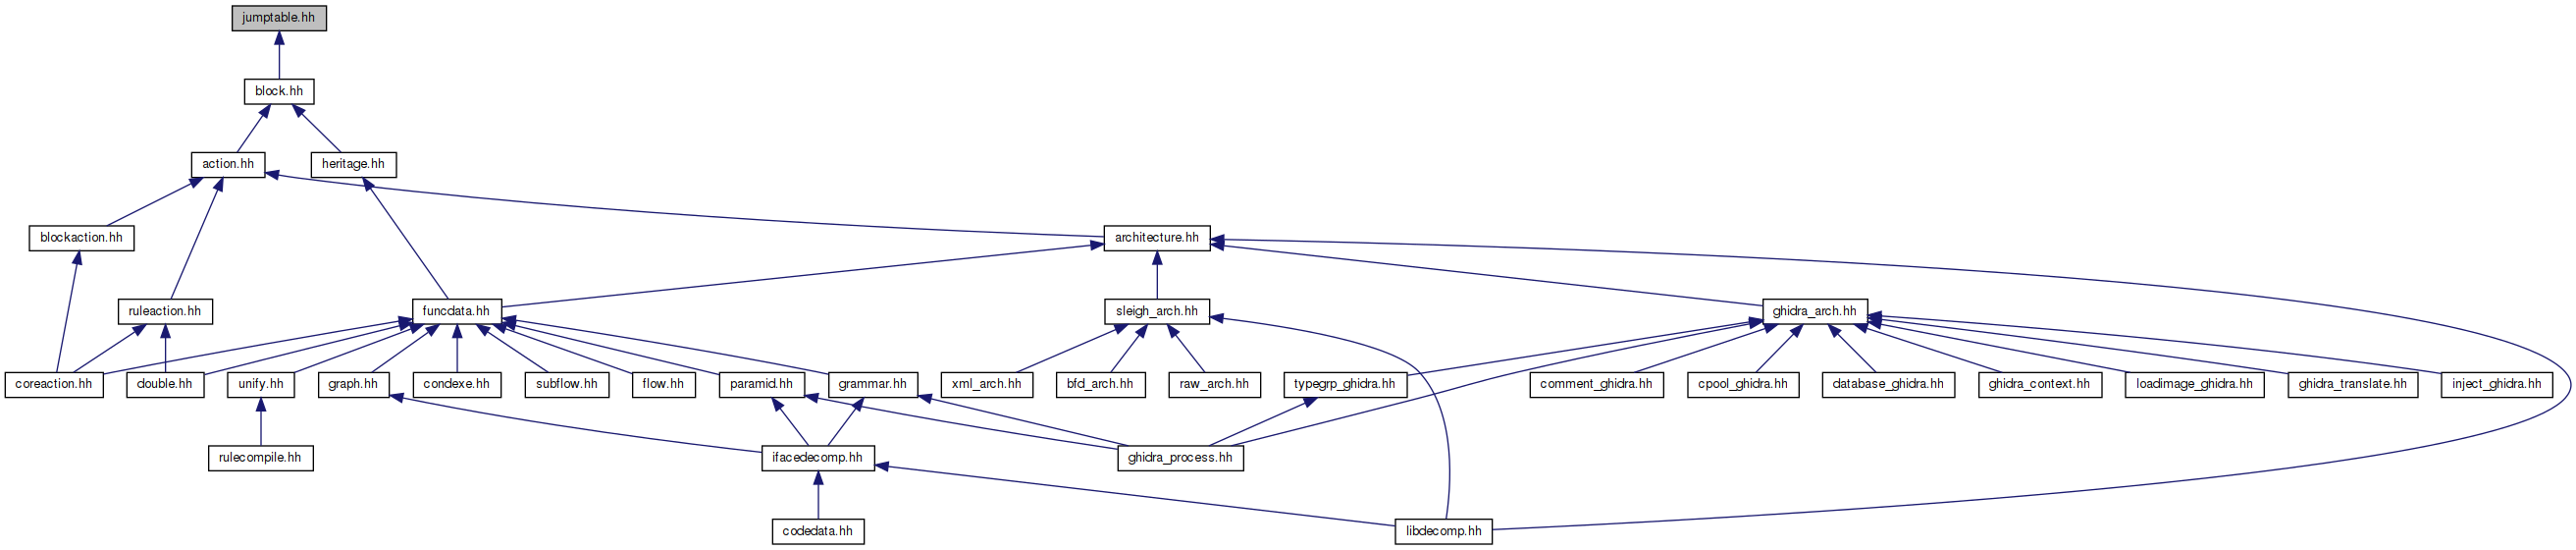 jumptable.hh
block.hh
action.hh
heritage.hh
blockaction.hh
architecture.hh
ruleaction.hh
funcdata.hh
sleigh_arch.hh
ghidra_arch.hh
coreaction.hh
double.hh
unify.hh
graph.hh
condexe.hh
subflow.hh
flow.hh
paramid.hh
grammar.hh
xml_arch.hh
bfd_arch.hh
raw_arch.hh
typegrp_ghidra.hh
comment_ghidra.hh
cpool_ghidra.hh
database_ghidra.hh
ghidra_context.hh
loadimage_ghidra.hh
ghidra_translate.hh
inject_ghidra.hh
rulecompile.hh
ifacedecomp.hh
ghidra_process.hh
codedata.hh
libdecomp.hh